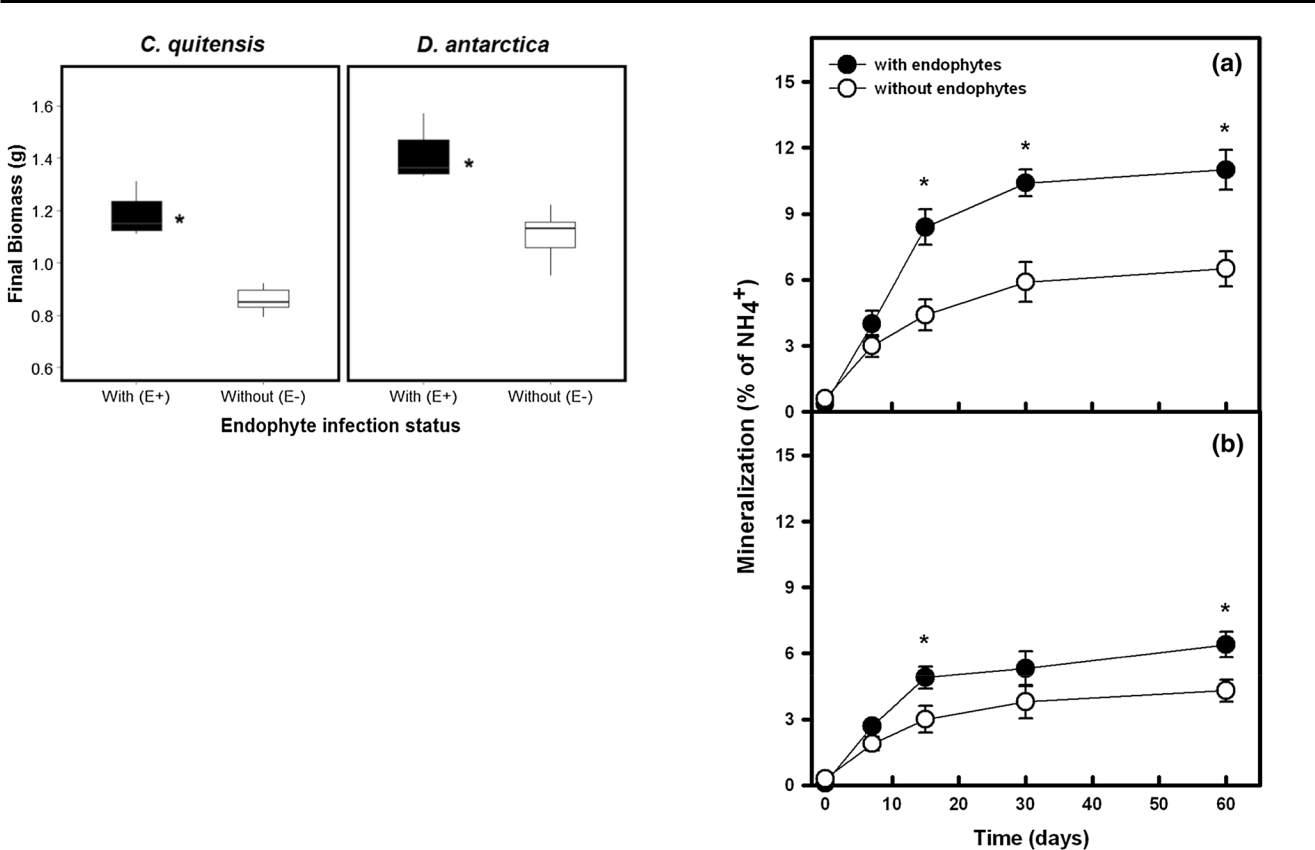 C. quitensis
D. antarctica
Final Biomass (g)
1.6
1.4
1.2
1.0
0.8
0.6
*
*
With (E+)
Without (E-)
With (E+)
Without (E-)
Endophyte infection status
Mineralization (% of NH4+)
(a)
with endophytes
without endophytes
15
12
9
6
3
0
*
*
*
(b)
15
12
9
6
3
0
*
*
0 10 20 30 40 50 60
Time (days)